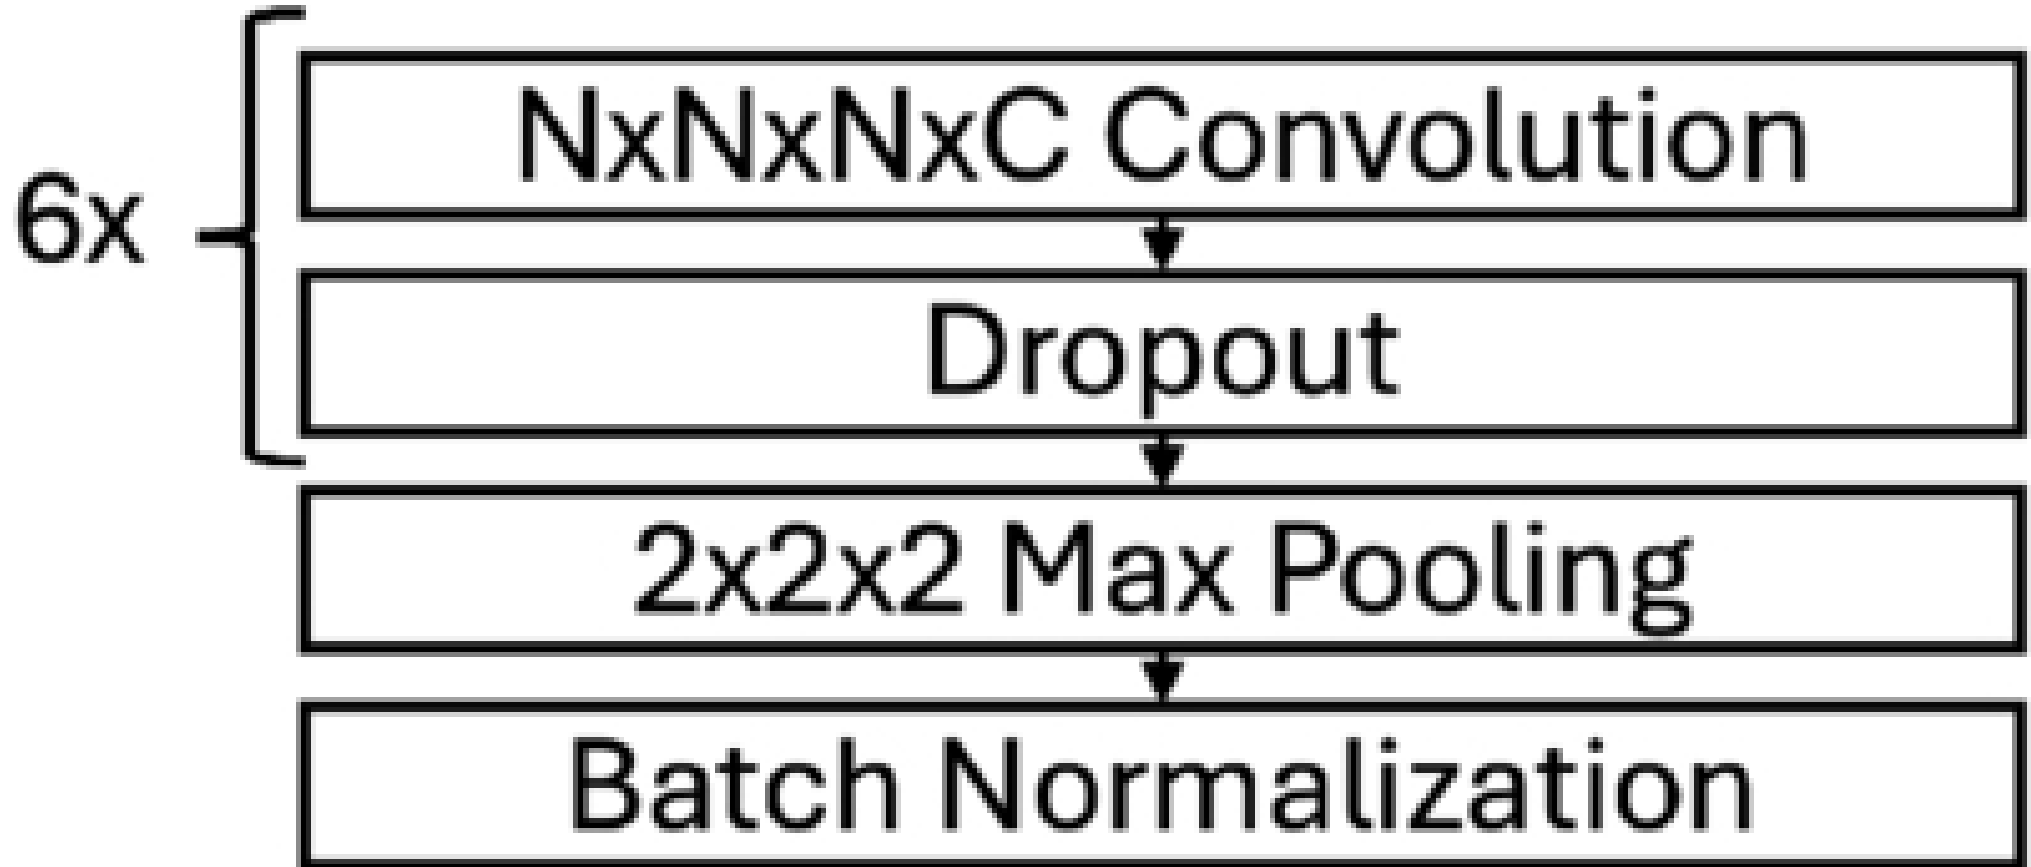 NxNxNxC Convolution
6x
Dropout
2x2x2 Max Pooling
Batch Normalization